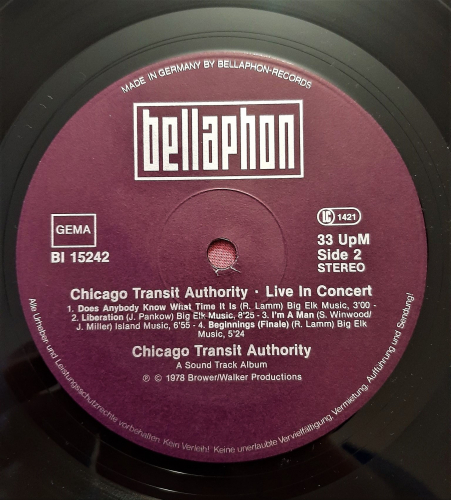 MADE IN GERMANY BY BELLAPHON-RECORDS
bellaphon
GEMA
BI 15242
LC 1421
33 UpM
Side 2
STEREO
Chicago Transit Authority · Live In Concert
1. Does Anybody Know What Time It Is (R. Lamm) Big Elk Music, 3'00 -
2. Liberation (J. Pankow) Big Elk Music, 8'25 - 3. I'm A Man (S. Winwood/
J. Miller) Island Music, 6'55 - 4. Beginnings (Finale) (R. Lamm) Big Elk
Music, 5'24
Chicago Transit Authority
A Sound Track Album
℗ © 1978 Brower/Walker Productions
Alle Urheber und Leistungsschutzrechte vorbehalten Kein Verleih! Keine unerlaubte Vervielfältigung, Vermietung, Aufführung und Sendung!